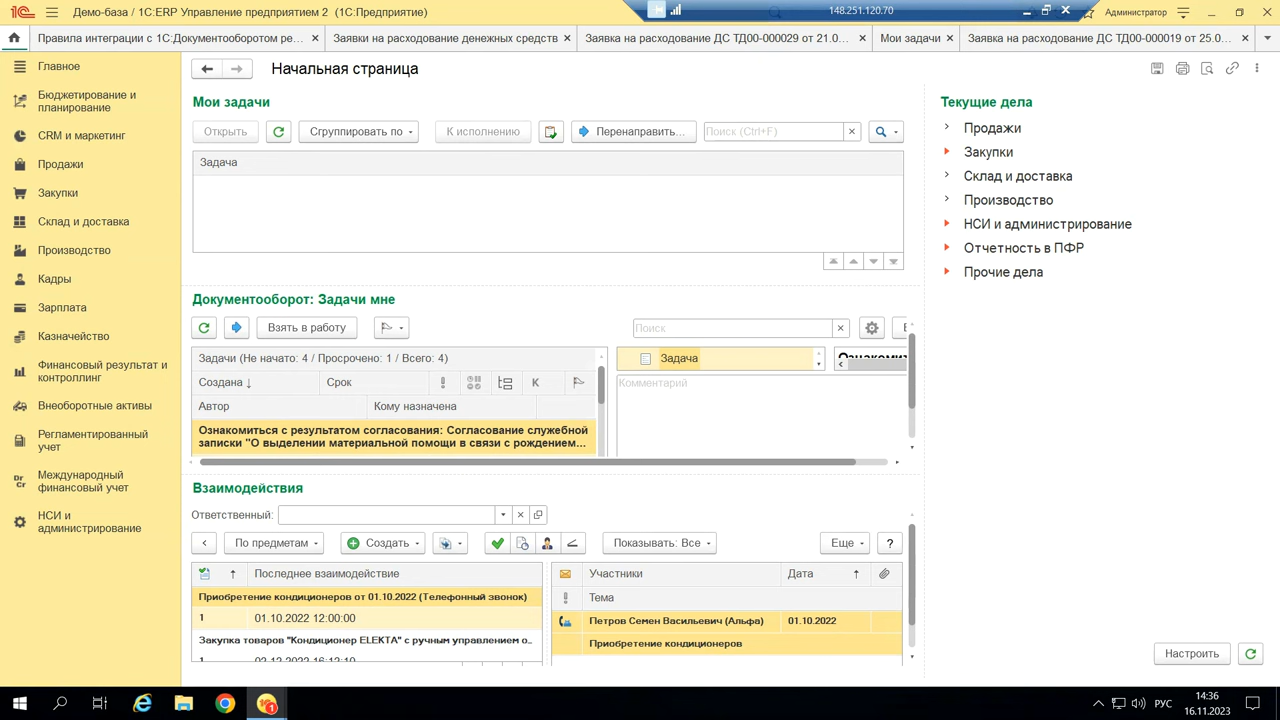 Демо-база / 1С:ERP Управление предприятием 2 (1С:Предприятие)
148.251.120.70
Администратор
Правила интеграции с 1С:Документооборотом ре...
Заявки на расходование денежных средств
Заявка на расходование ДС ТД00-000029 от 21.0...
Мои задачи
Заявка на расходование ДС ТД00-000019 от 25.0...
Главное
Бюджетирование и
планирование
CRM и маркетинг
Продажи
Закупки
Склад и доставка
Производство
Кадры
Зарплата
Казначейство
Финансовый результат и
контроллинг
Внеоборотные активы
Регламентированный
учет
Международный
финансовый учет
НСИ и
администрирование
Начальная страница
Мои задачи
Открыть
Сгруппировать по
К исполнению
Перенаправить...
Поиск (Ctrl+F)
Задача
Документооборот: Задачи мне
Взять в работу
Поиск
Задачи (Не начато: 4 / Просрочено: 1 / Всего: 4)
Создана ↓
Срок
К
Автор
Кому назначена
Ознакомиться с результатом согласования: Согласование служебной
записки "О выделении материальной помощи в связи с рождением...
Задача
Комментарий
Взаимодействия
Ответственный:
По предметам
Создать
Показывать: Все
Еще
?
Последнее взаимодействие
Приобретение кондиционеров от 01.10.2022 (Телефонный звонок)
1
01.10.2022 12:00:00
Закупка товаров "Кондиционер ELEKTA" с ручным управлением о...
Участники
Дата
Тема
Петров Семен Васильевич (Альфа)
01.10.2022
Приобретение кондиционеров
Текущие дела
Продажи
Закупки
Склад и доставка
Производство
НСИ и администрирование
Отчетность в ПФР
Прочие дела
Настроить
РУС
14:36
16.11.2023